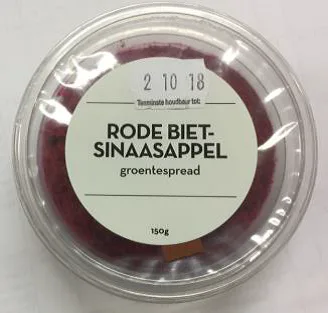 2 10 18
Tenminste houdbaar tot:
RODE BIET-
SINAASAPPEL
groentespread
150g